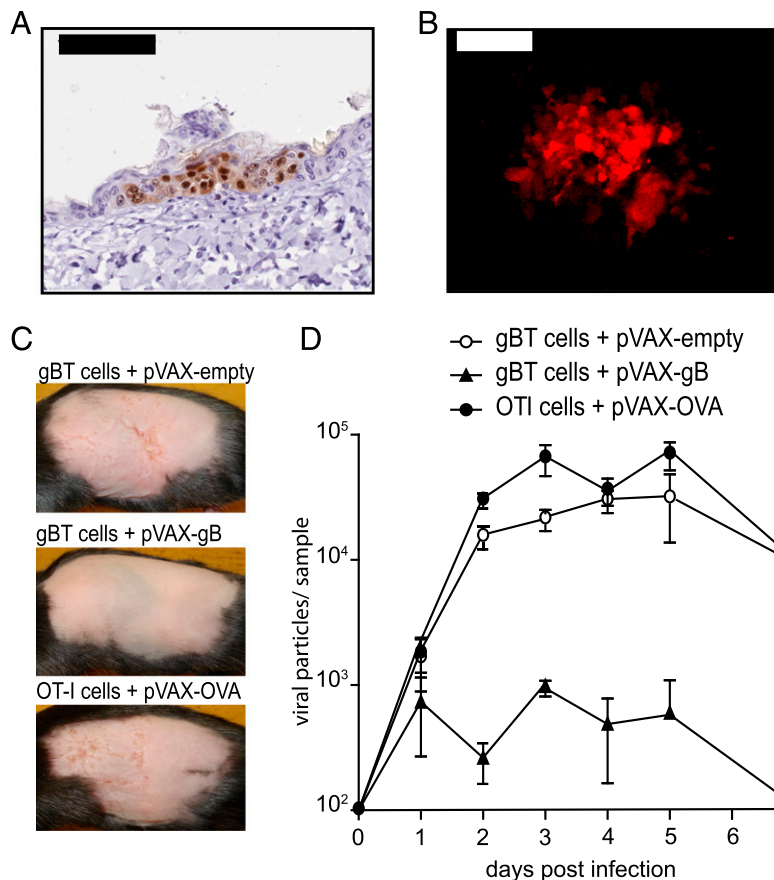 A
B
C
gBT cells + pVAX-empty
gBT cells + pVAX-gB
OT-I cells + pVAX-OVA
D
gBT cells + pVAX-empty
gBT cells + pVAX-gB
OTI cells + pVAX-OVA
10⁵
10⁴
10³
10²
viral particles/ sample
0 1 2 3 4 5 6
days post infection